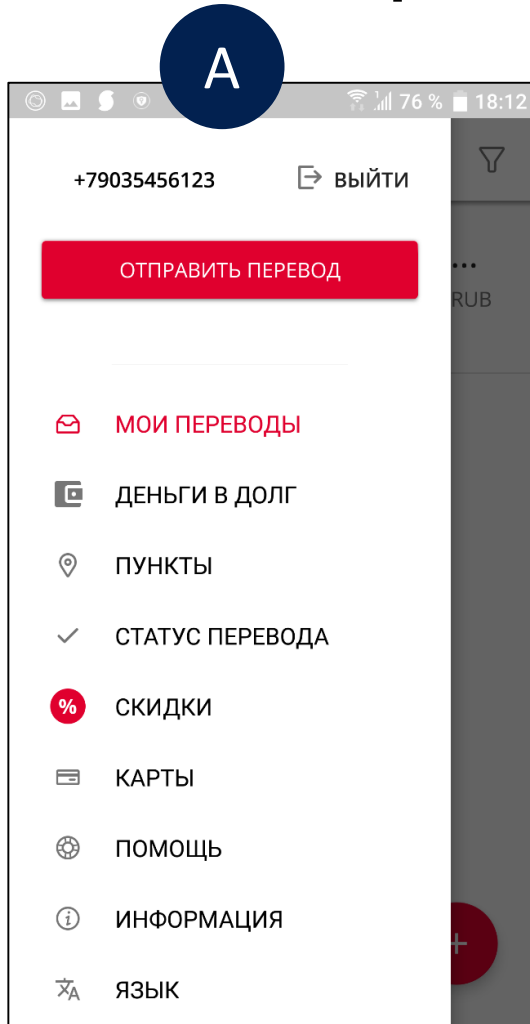 А
76 % 18:12
+79035456123 ВЫЙТИ
ОТПРАВИТЬ ПЕРЕВОД
...
RUB
МОИ ПЕРЕВОДЫ
ДЕНЬГИ В ДОЛГ
ПУНКТЫ
СТАТУС ПЕРЕВОДА
% СКИДКИ
КАРТЫ
ПОМОЩЬ
ИНФОРМАЦИЯ
ЯЗЫК